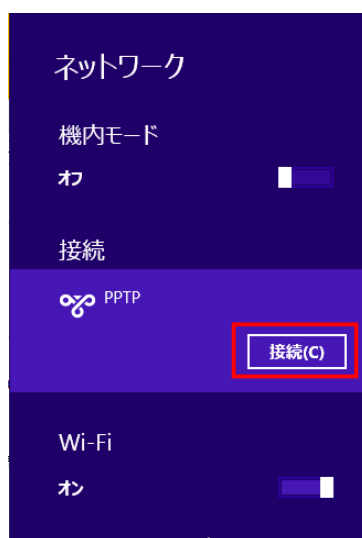 ネットワーク
機内モード
オフ
接続
PPTP
接続(C)
Wi-Fi
オン